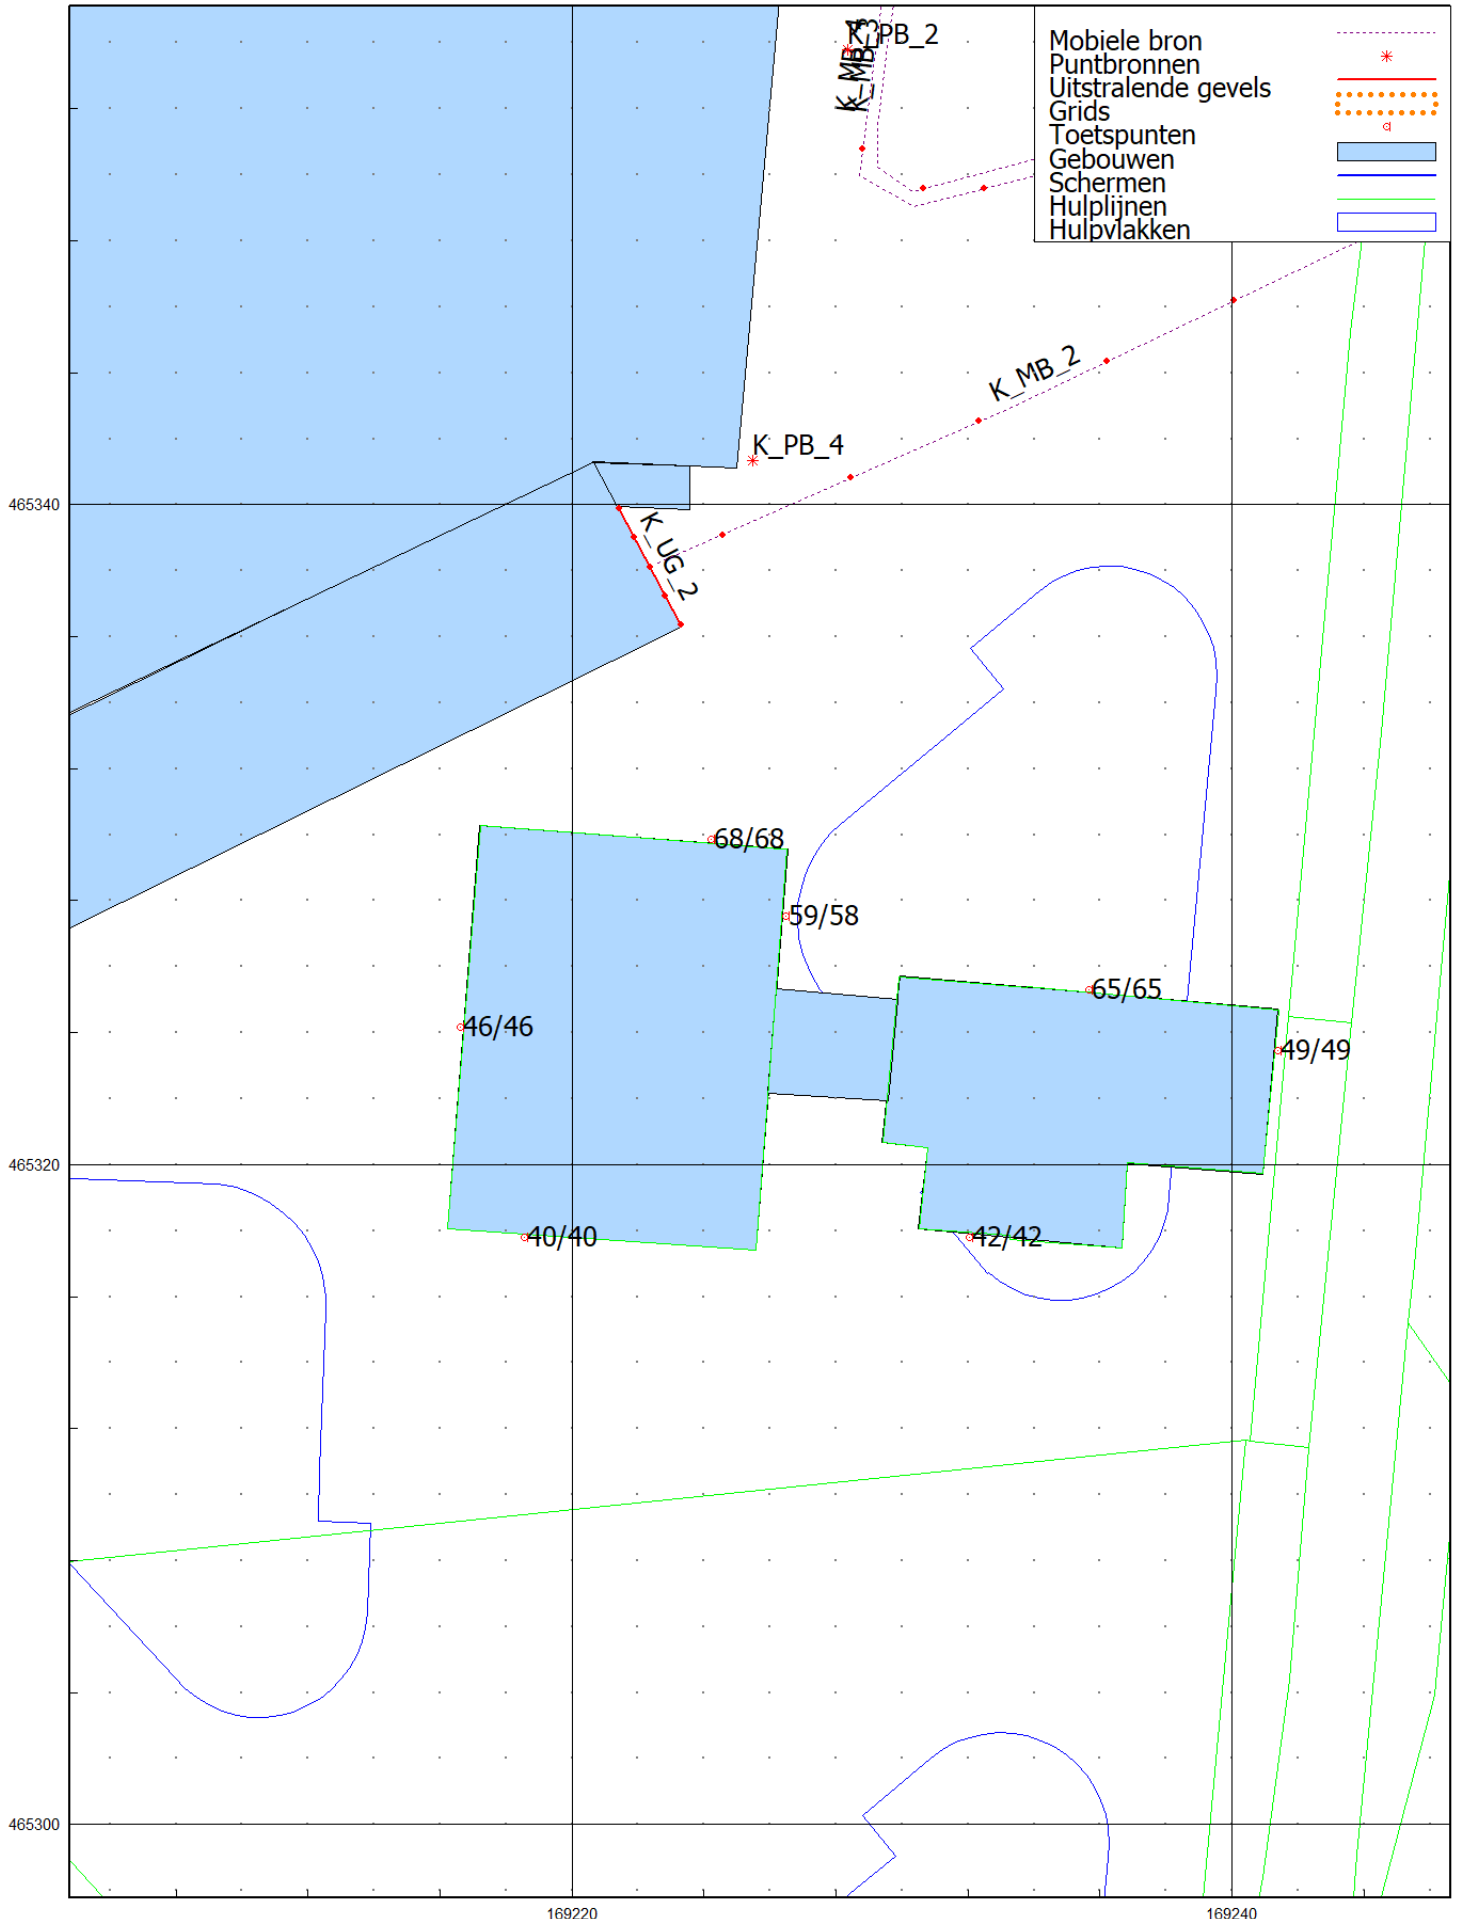 K_PB_2
K_MB_4
K_MB_3
Mobiele bron
Puntbronnen
Uitstralende gevels
Grids
Toetspunten
Gebouwen
Schermen
Hulplijnen
Hulpvlakken
K_MB_2
K_PB_4
465340
K_UG_2
68/68
59/58
65/65
46/46
49/49
465320
40/40
42/42
465300
169220
169240